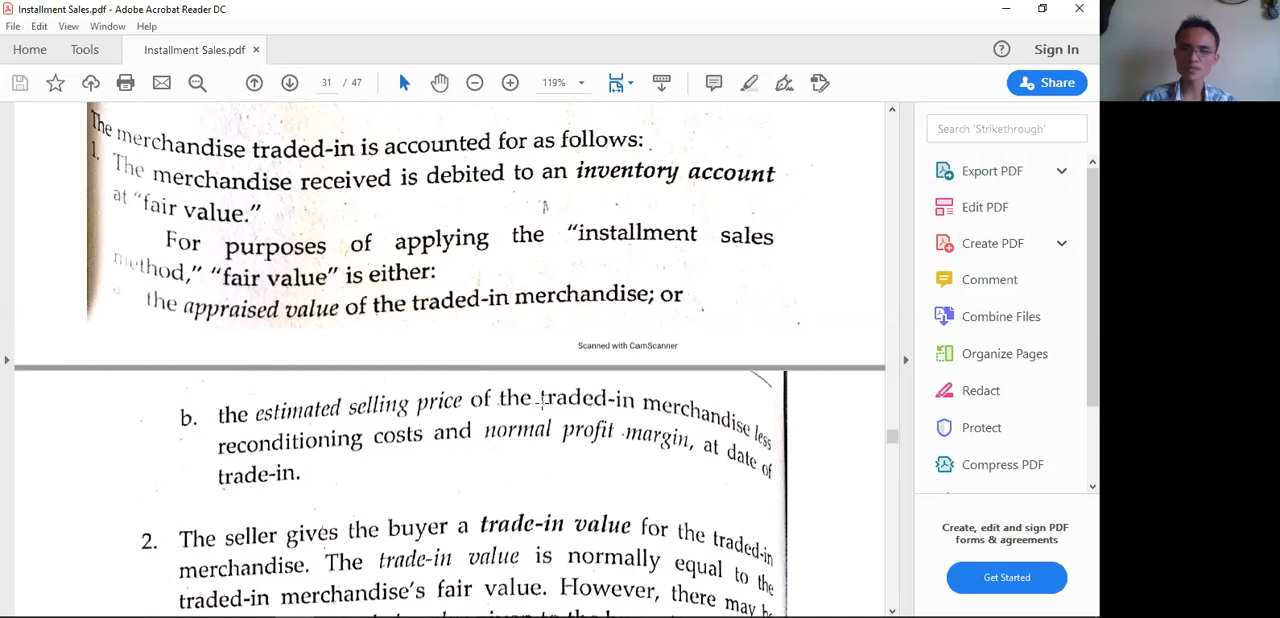 Installment Sales.pdf - Adobe Acrobat Reader DC
File Edit View Window Help
Home Tools Installment Sales.pdf × Sign In
31 / 47 119% Share
The merchandise traded-in is accounted for as follows:
1. The merchandise received is debited to an inventory account
at “fair value.”
For purposes of applying the “installment sales
method,” “fair value” is either:
a the appraised value of the traded-in merchandise; or
Scanned with CamScanner
b. the estimated selling price of the traded-in merchandise less
reconditioning costs and normal profit margin, at date of
trade-in.
2. The seller gives the buyer a trade-in value for the traded-in
merchandise. The trade-in value is normally equal to the
traded-in merchandise's fair value. However, there may be
Search 'Strikethrough'
Export PDF
Edit PDF
Create PDF
Comment
Combine Files
Organize Pages
Redact
Protect
Compress PDF
Create, edit and sign PDF
forms & agreements
Get Started